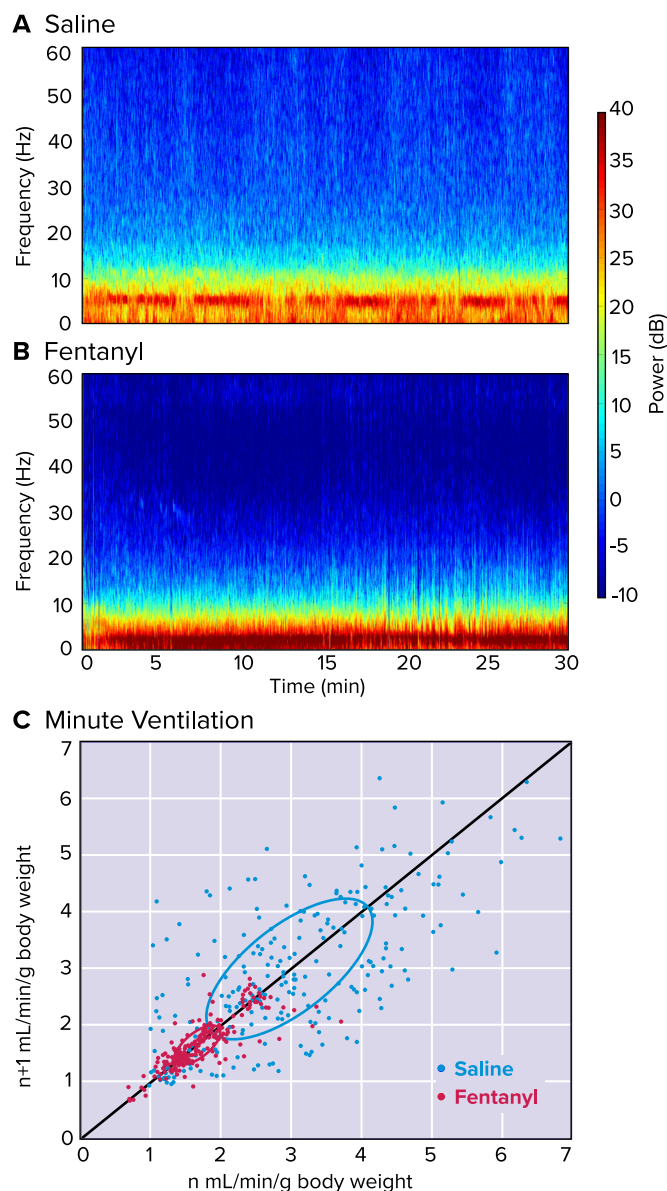 A Saline
60
50
40
30
20
10
0
Frequency (Hz)
B Fentanyl
60
50
40
30
20
10
0
Frequency (Hz)
0 5 10 15 20 25 30
Time (min)
40
35
30
25
20
15
10
5
0
-5
-10
Power (dB)
C Minute Ventilation
7
6
5
4
3
2
1
0
n+1 mL/min/g body weight
Saline
Fentanyl
0 1 2 3 4 5 6 7
n mL/min/g body weight